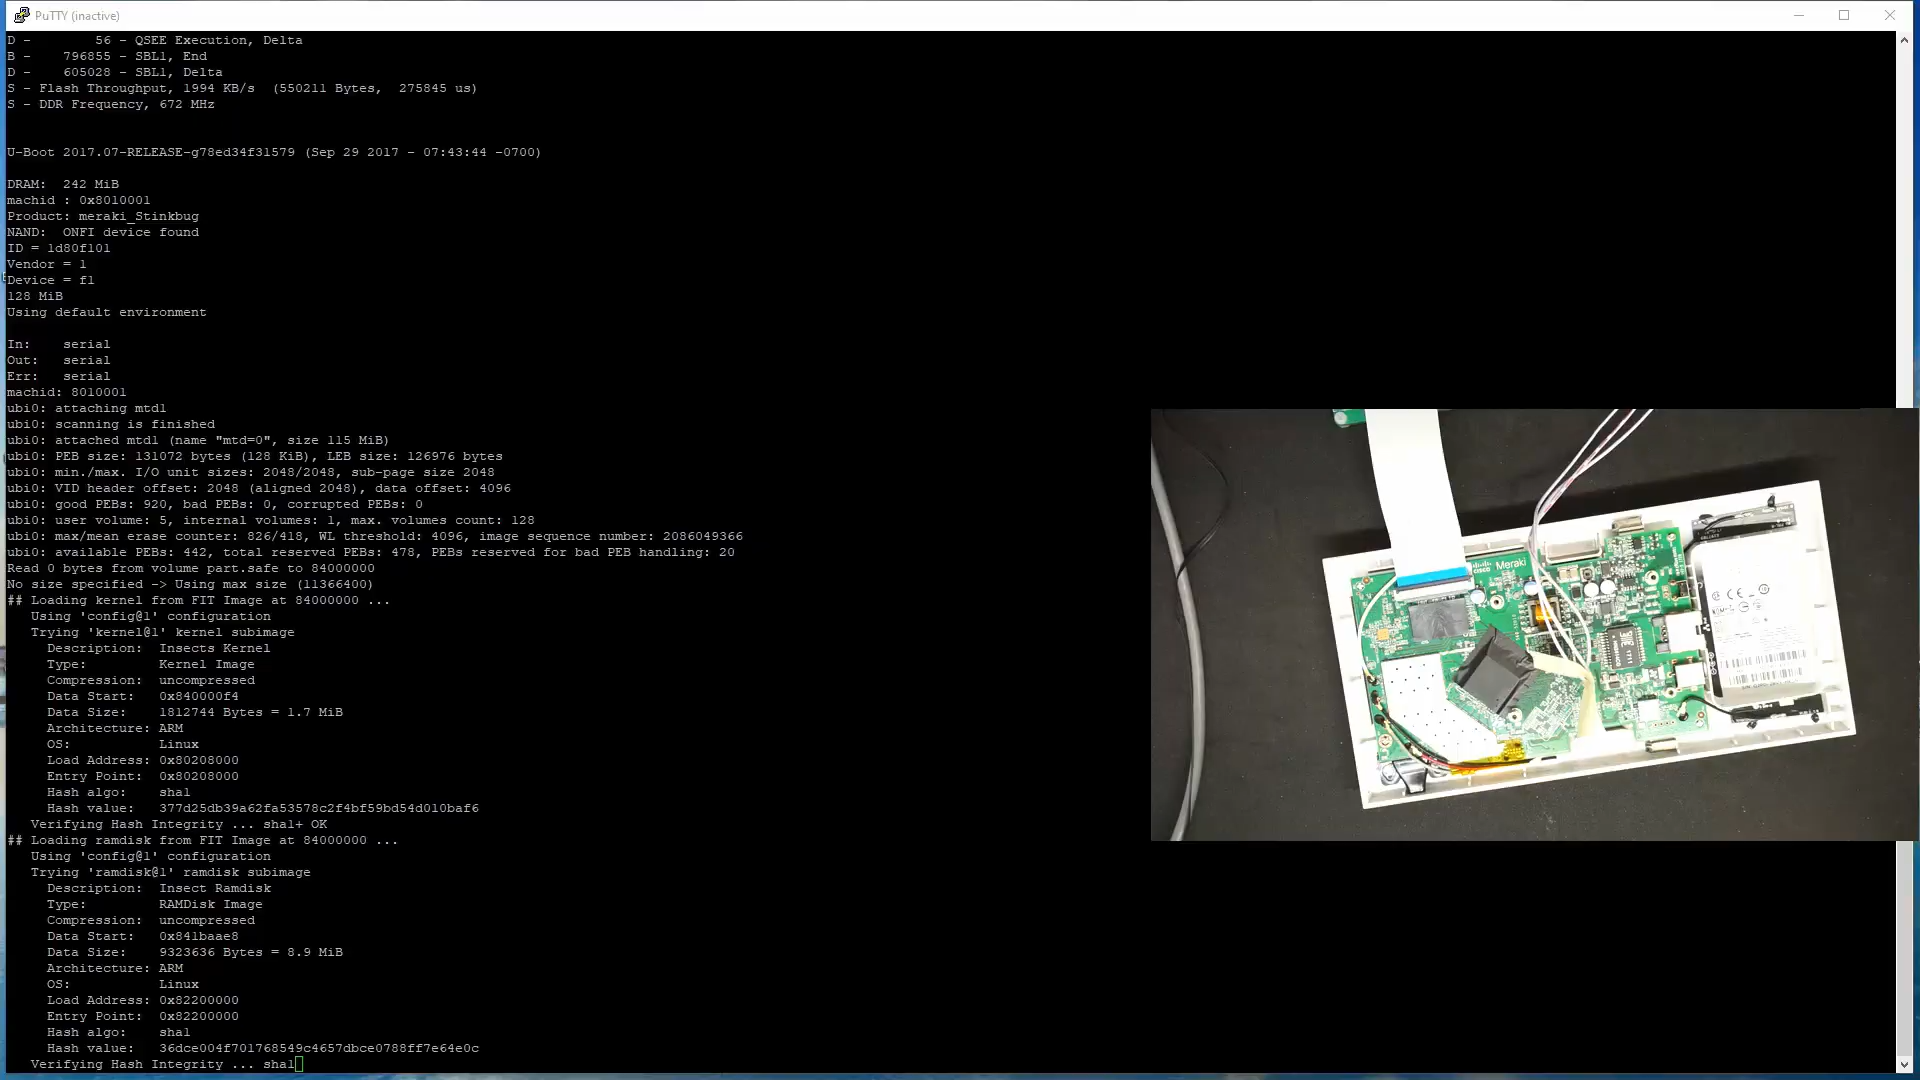 PuTTY (inactive)
D -        56 - QSEE Execution, Delta
B -    796855 - SBL1, End
D -    605028 - SBL1, Delta
S - Flash Throughput, 1994 KB/s  (550211 Bytes,  275845 us)
S - DDR Frequency, 672 MHz
U-Boot 2017.07-RELEASE-g78ed34f31579 (Sep 29 2017 - 07:43:44 -0700)
DRAM:  242 MiB
machid : 0x8010001
Product: meraki_Stinkbug
NAND:  ONFI device found
ID = 1d80f101
Vendor = 1
Device = f1
128 MiB
Using default environment
In:    serial
Out:   serial
Err:   serial
machid: 8010001
ubi0: attaching mtd1
ubi0: scanning is finished
ubi0: attached mtd1 (name "mtd=0", size 115 MiB)
ubi0: PEB size: 131072 bytes (128 KiB), LEB size: 126976 bytes
ubi0: min./max. I/O unit sizes: 2048/2048, sub-page size 2048
ubi0: VID header offset: 2048 (aligned 2048), data offset: 4096
ubi0: good PEBs: 920, bad PEBs: 0, corrupted PEBs: 0
ubi0: user volume: 5, internal volumes: 1, max. volumes count: 128
ubi0: max/mean erase counter: 826/418, WL threshold: 4096, image sequence number: 2086049366
ubi0: available PEBs: 442, total reserved PEBs: 478, PEBs reserved for bad PEB handling: 20
Read 0 bytes from volume part.safe to 84000000
No size specified -> Using max size (11366400)
## Loading kernel from FIT Image at 84000000 ...
   Using 'config@1' configuration
   Trying 'kernel@1' kernel subimage
     Description:  Insects Kernel
     Type:         Kernel Image
     Compression:  uncompressed
     Data Start:   0x840000f4
     Data Size:    1812744 Bytes = 1.7 MiB
     Architecture: ARM
     OS:           Linux
     Load Address: 0x80208000
     Entry Point:  0x80208000
     Hash algo:    sha1
     Hash value:   377d25db39a62fa53578c2f4bf59bd54d010baf6
   Verifying Hash Integrity ... sha1+ OK
## Loading ramdisk from FIT Image at 84000000 ...
   Using 'config@1' configuration
   Trying 'ramdisk@1' ramdisk subimage
     Description:  Insect Ramdisk
     Type:         RAMDisk Image
     Compression:  uncompressed
     Data Start:   0x841baae8
     Data Size:    9323636 Bytes = 8.9 MiB
     Architecture: ARM
     OS:           Linux
     Load Address: 0x82200000
     Entry Point:  0x82200000
     Hash algo:    sha1
     Hash value:   36dce004f701768549c4657dbce0788ff7e64e0c
   Verifying Hash Integrity ... sha1
CISCO Meraki